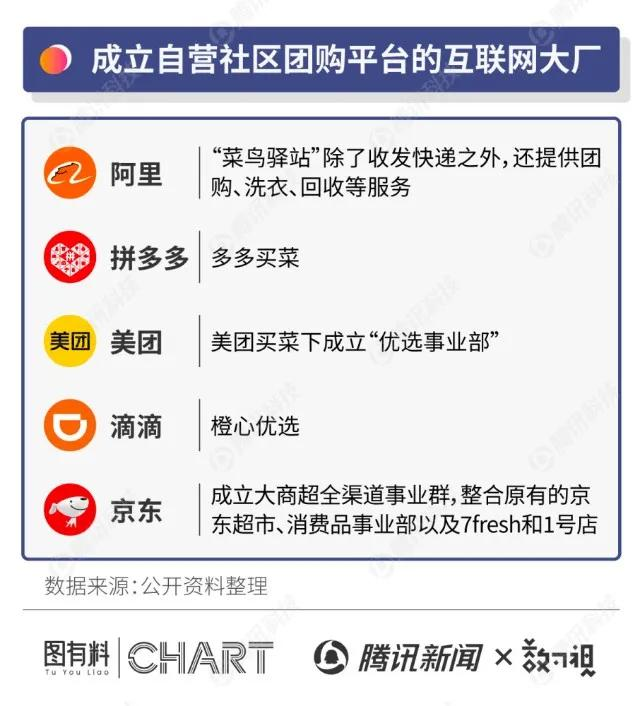 成立自营社区团购平台的互联网大厂
阿里
“菜鸟驿站”除了收发快递之外，还提供团
购、洗衣、回收等服务
拼多多
多多买菜
美团
美团
美团买菜下成立“优选事业部”
滴滴
橙心优选
京东
成立大商超全渠道事业群，整合原有的京
东超市、消费品事业部以及7fresh和1号店
数据来源：公开资料整理
图有料 CHART 腾讯新闻 × 数可视
Tu You Liao
腾讯科技